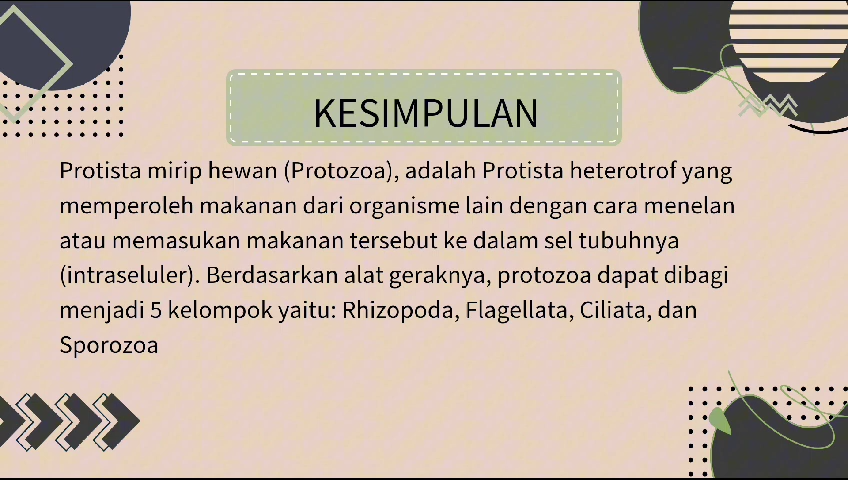 KESIMPULAN
Protista mirip hewan (Protozoa), adalah Protista heterotrof yang
memperoleh makanan dari organisme lain dengan cara menelan
atau memasukan makanan tersebut ke dalam sel tubuhnya
(intraseluler). Berdasarkan alat geraknya, protozoa dapat dibagi
menjadi 5 kelompok yaitu: Rhizopoda, Flagellata, Ciliata, dan
Sporozoa